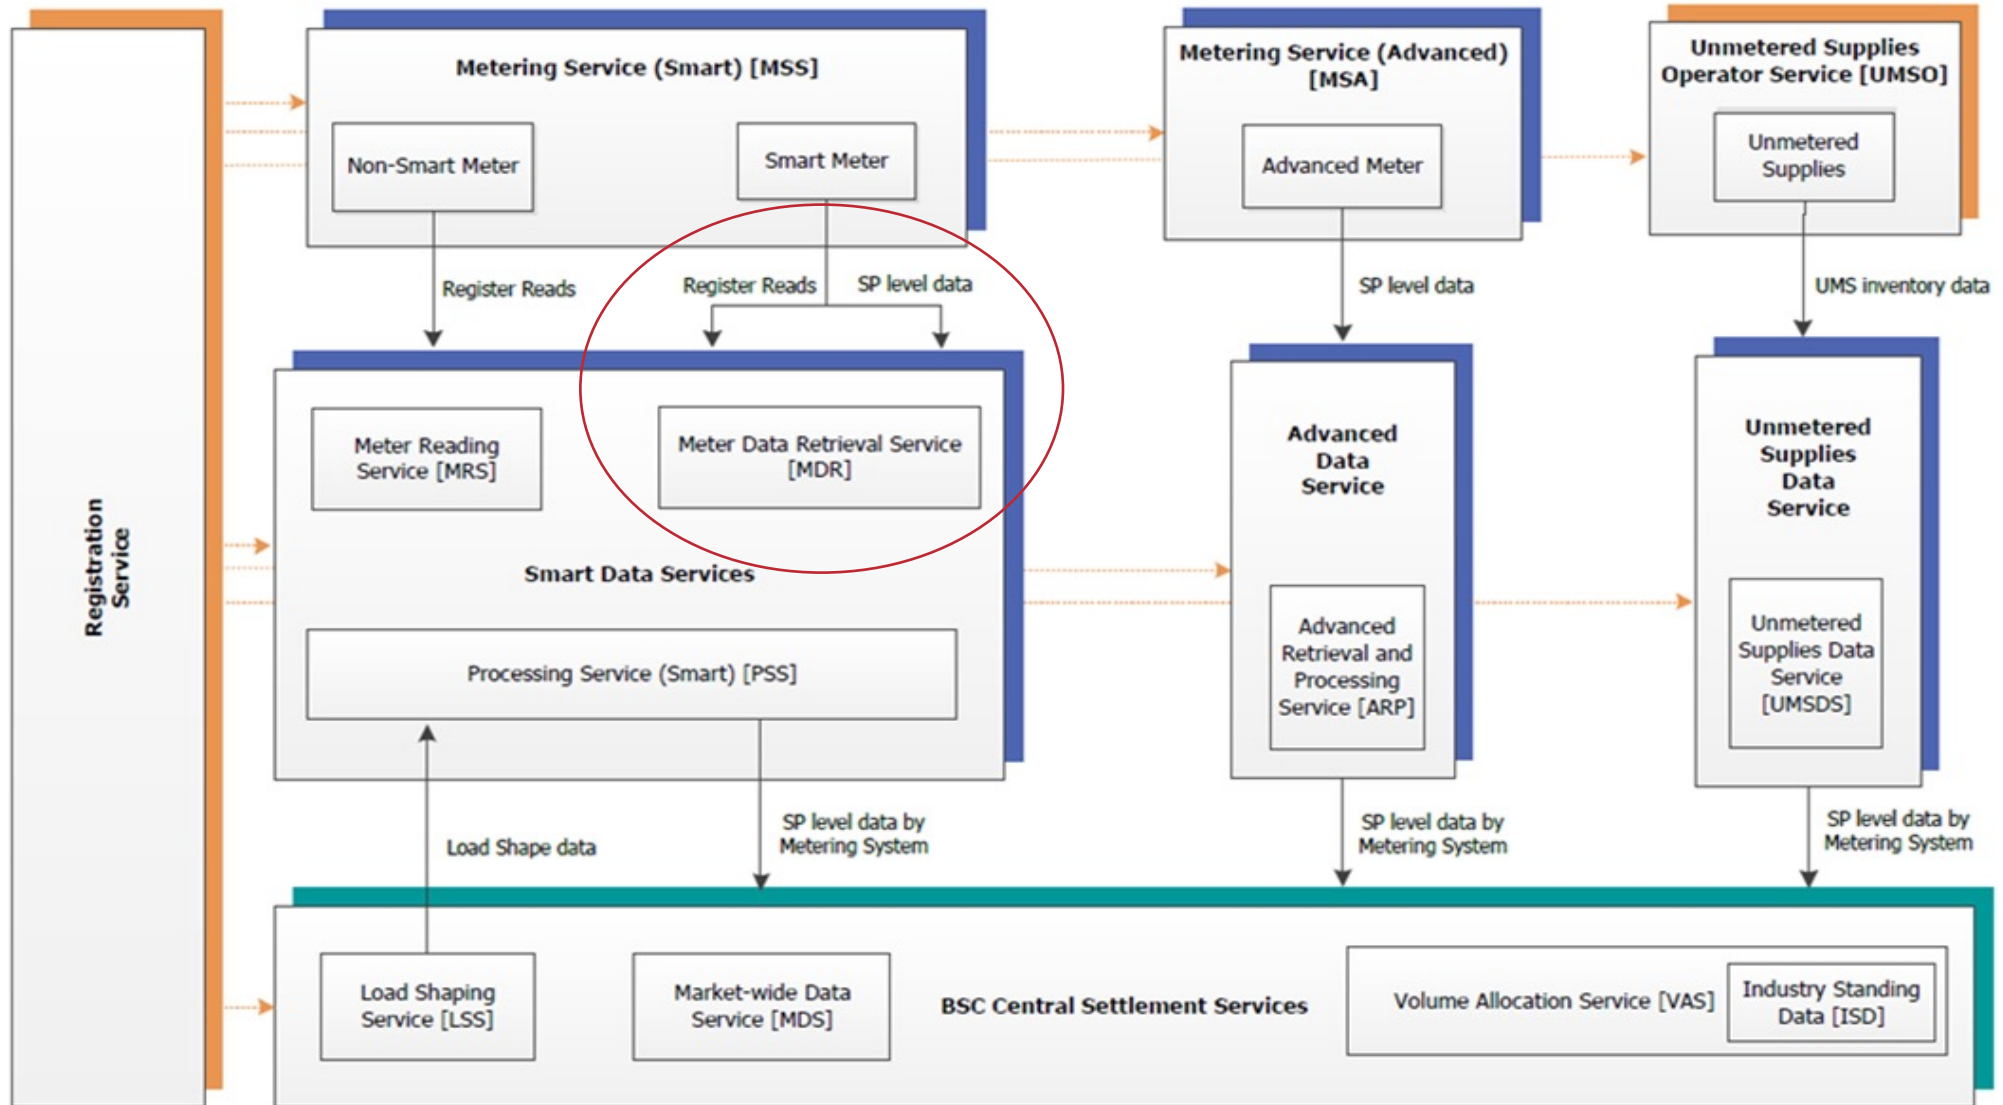 Metering Service (Smart) [MSS]
Non-Smart Meter
Smart Meter
Metering Service (Advanced)
[MSA]
Advanced Meter
Unmetered Supplies
Operator Service [UMSO]
Unmetered
Supplies
Register Reads
Register Reads
SP level data
SP level data
UMS inventory data
Registration
Service
Meter Reading
Service [MRS]
Meter Data Retrieval Service
[MDR]
Smart Data Services
Processing Service (Smart) [PSS]
Advanced
Data
Service
Advanced
Retrieval and
Processing
Service [ARP]
Unmetered
Supplies
Data
Service
Unmetered
Supplies Data
Service
[UMSDS]
Load Shape data
SP level data by
Metering System
SP level data by
Metering System
SP level data by
Metering System
Load Shaping
Service [LSS]
Market-wide Data
Service [MDS]
BSC Central Settlement Services
Volume Allocation Service [VAS]
Industry Standing
Data [ISD]